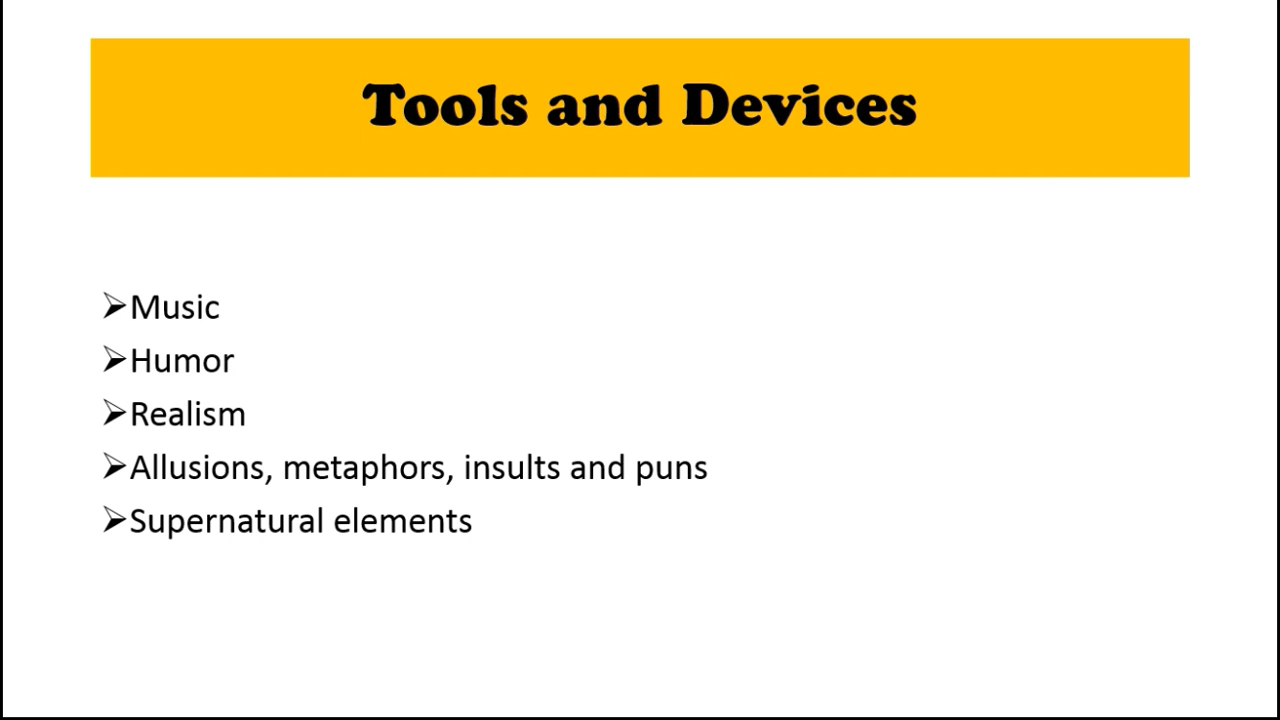 Tools and Devices
➢Music
➢Humor
➢Realism
➢Allusions, metaphors, insults and puns
➢Supernatural elements